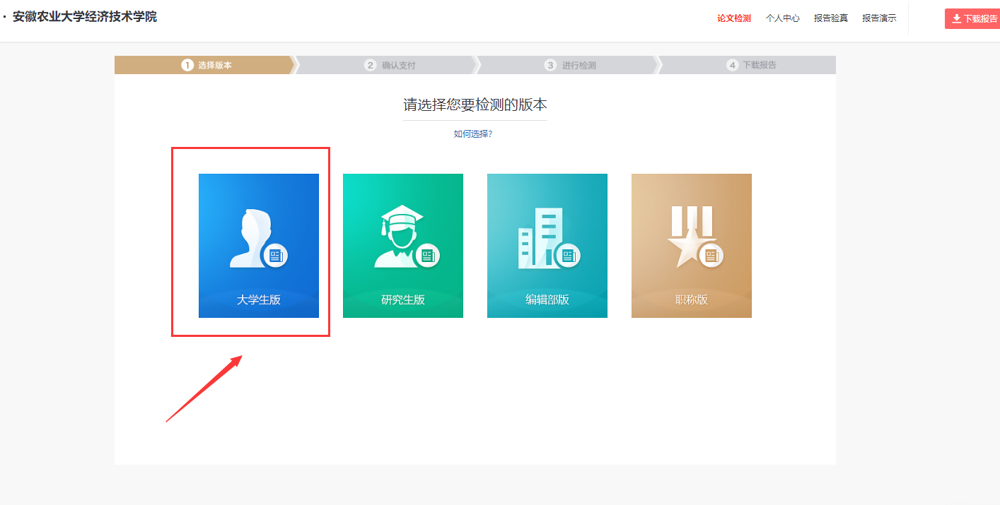 · 安徽农业大学经济技术学院
论文检测 个人中心 报告验真 报告演示 下载报告
1 选择版本 2 确认支付 3 进行检测 4 下载报告
请选择您要检测的版本
如何选择?
大学生版 研究生版 编辑部版 职称版